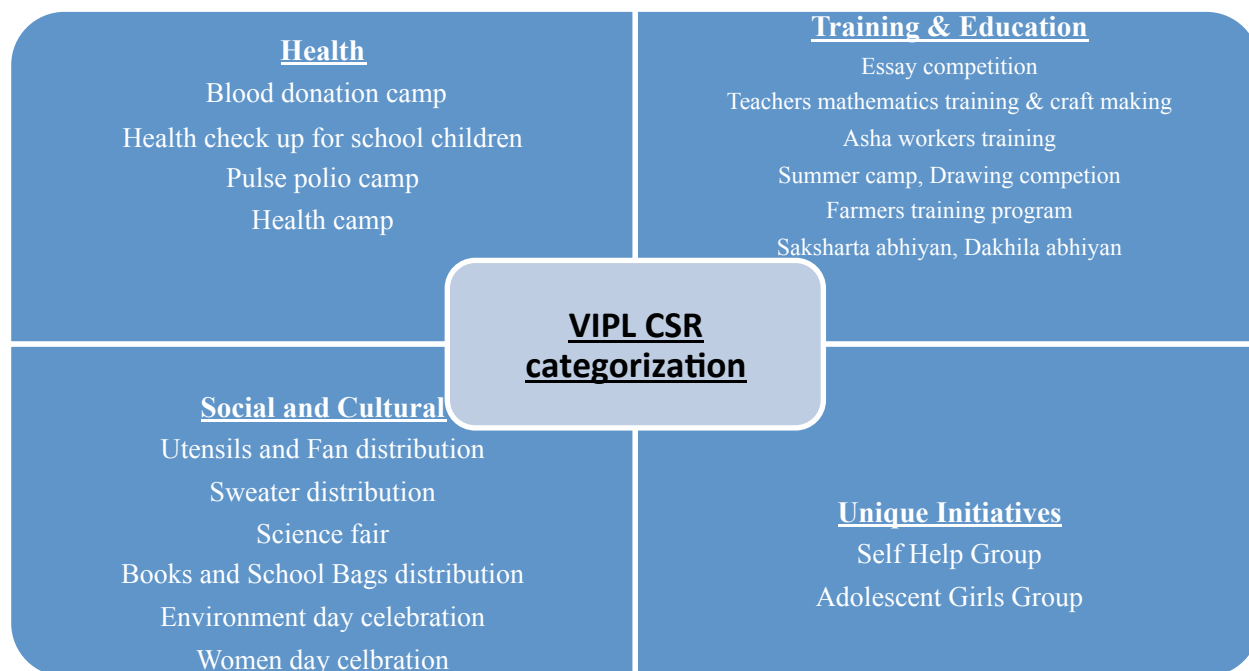 Health
Blood donation camp
Health check up for school children
Pulse polio camp
Health camp
Training & Education
Essay competition
Teachers mathematics training & craft making
Asha workers training
Summer camp, Drawing competion
Farmers training program
Saksharta abhiyan, Dakhila abhiyan
VIPL CSR
categorization
Social and Cultural
Utensils and Fan distribution
Sweater distribution
Science fair
Books and School Bags distribution
Environment day celebration
Women day celbration
Unique Initiatives
Self Help Group
Adolescent Girls Group